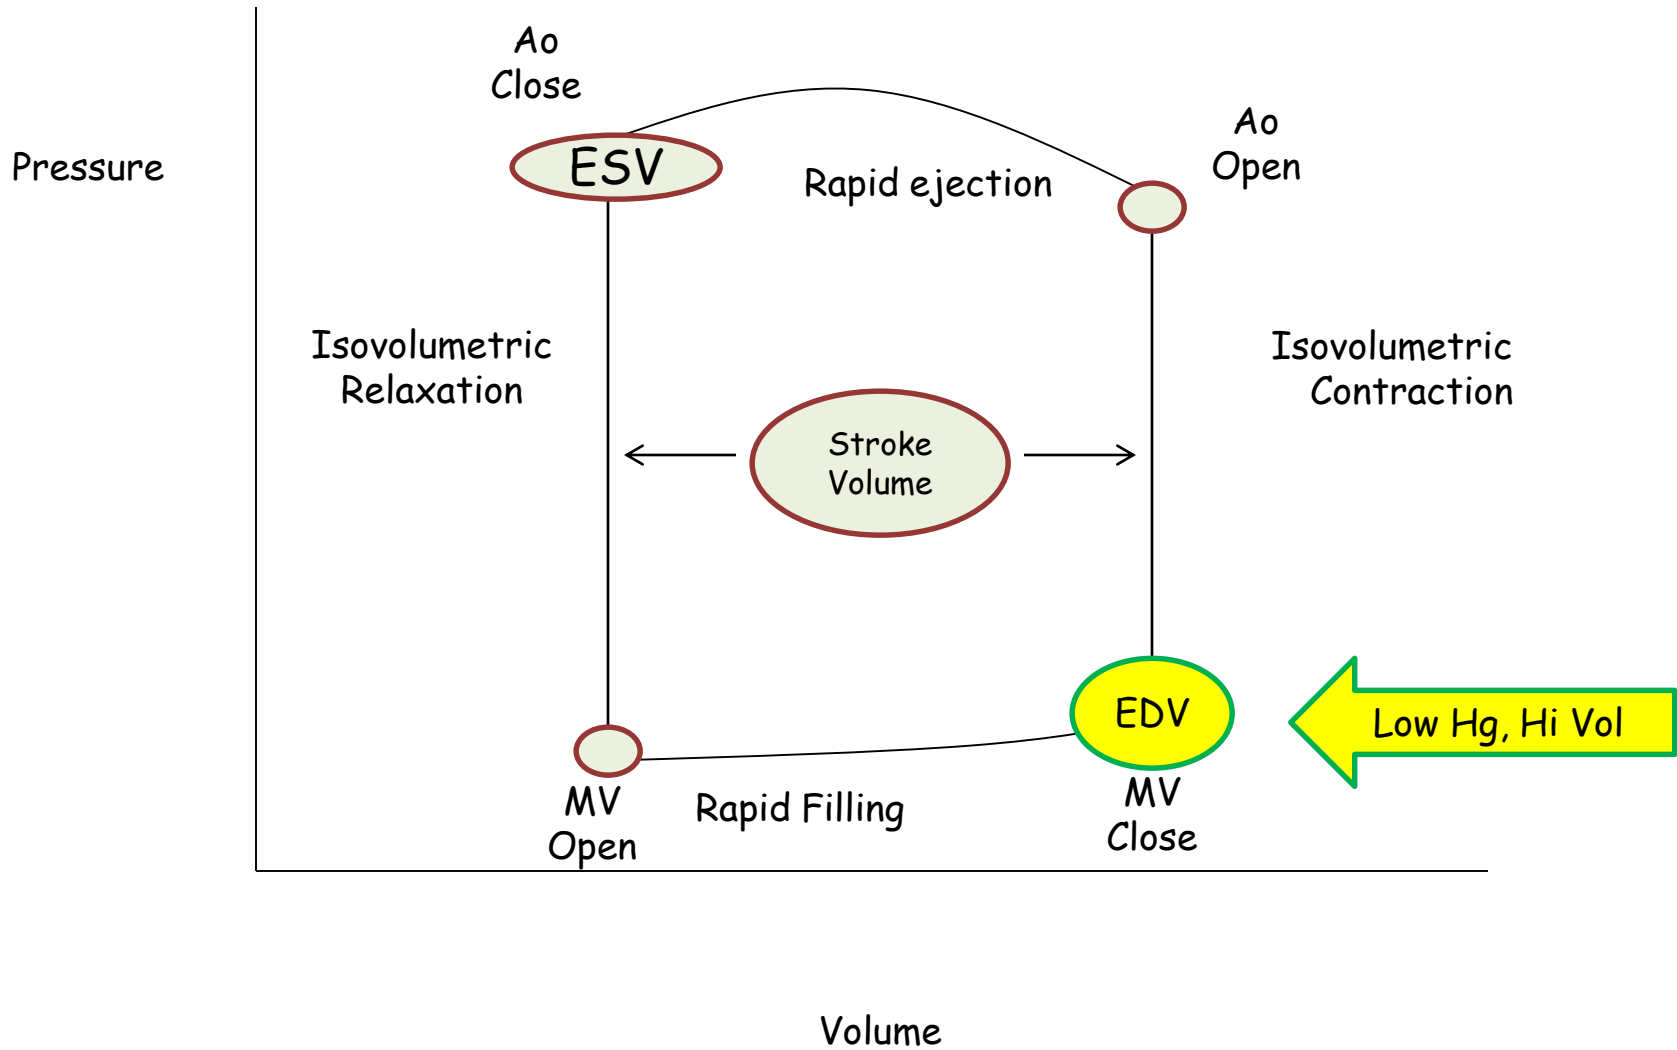 Ao
Close
Ao
Open
Pressure
ESV
Rapid ejection
Isovolumetric
Relaxation
Isovolumetric
Contraction
Stroke
Volume
EDV
Low Hg, Hi Vol
MV
Open
Rapid Filling
MV
Close
Volume